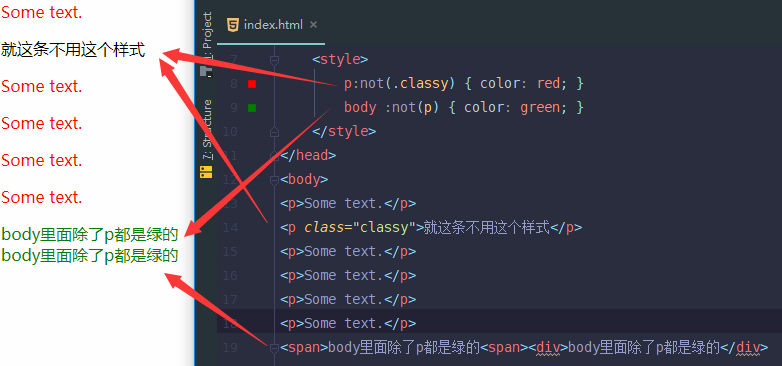 Some text.
就这条不用这个样式
Some text.
Some text.
Some text.
Some text.
body里面除了p都是绿的
body里面除了p都是绿的
Project
7: Structure
index.html ×
7 <style>
8 p:not(.classy) { color: red; }
9 body :not(p) { color: green; }
10 </style>
11 </head>
12 <body>
13 <p>Some text.</p>
14 <p class="classy">就这条不用这个样式</p>
15 <p>Some text.</p>
16 <p>Some text.</p>
17 <p>Some text.</p>
18 <p>Some text.</p>
19 <span>body里面除了p都是绿的<span><div>body里面除了p都是绿的</div>